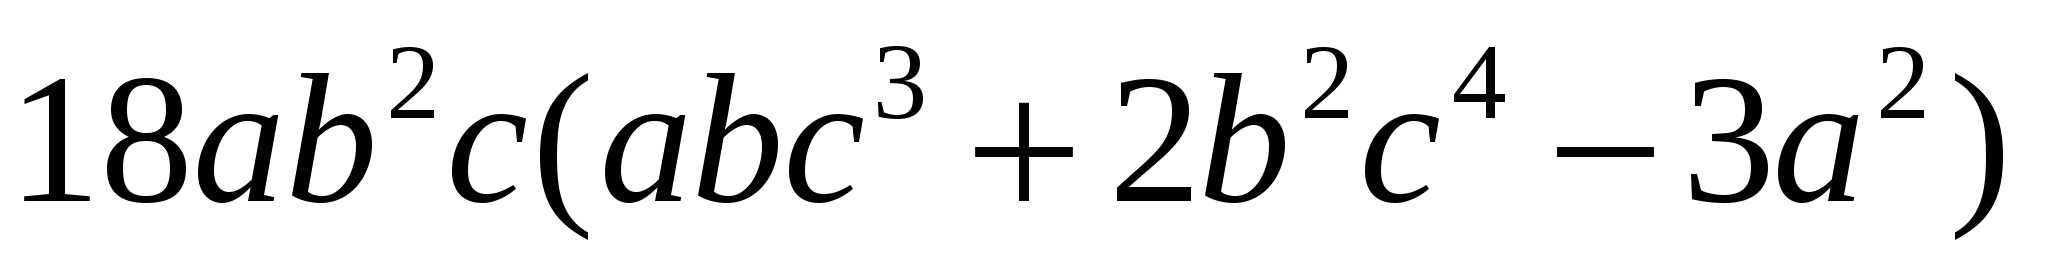 18ab²c(abc³ + 2b²c⁴ − 3a²)